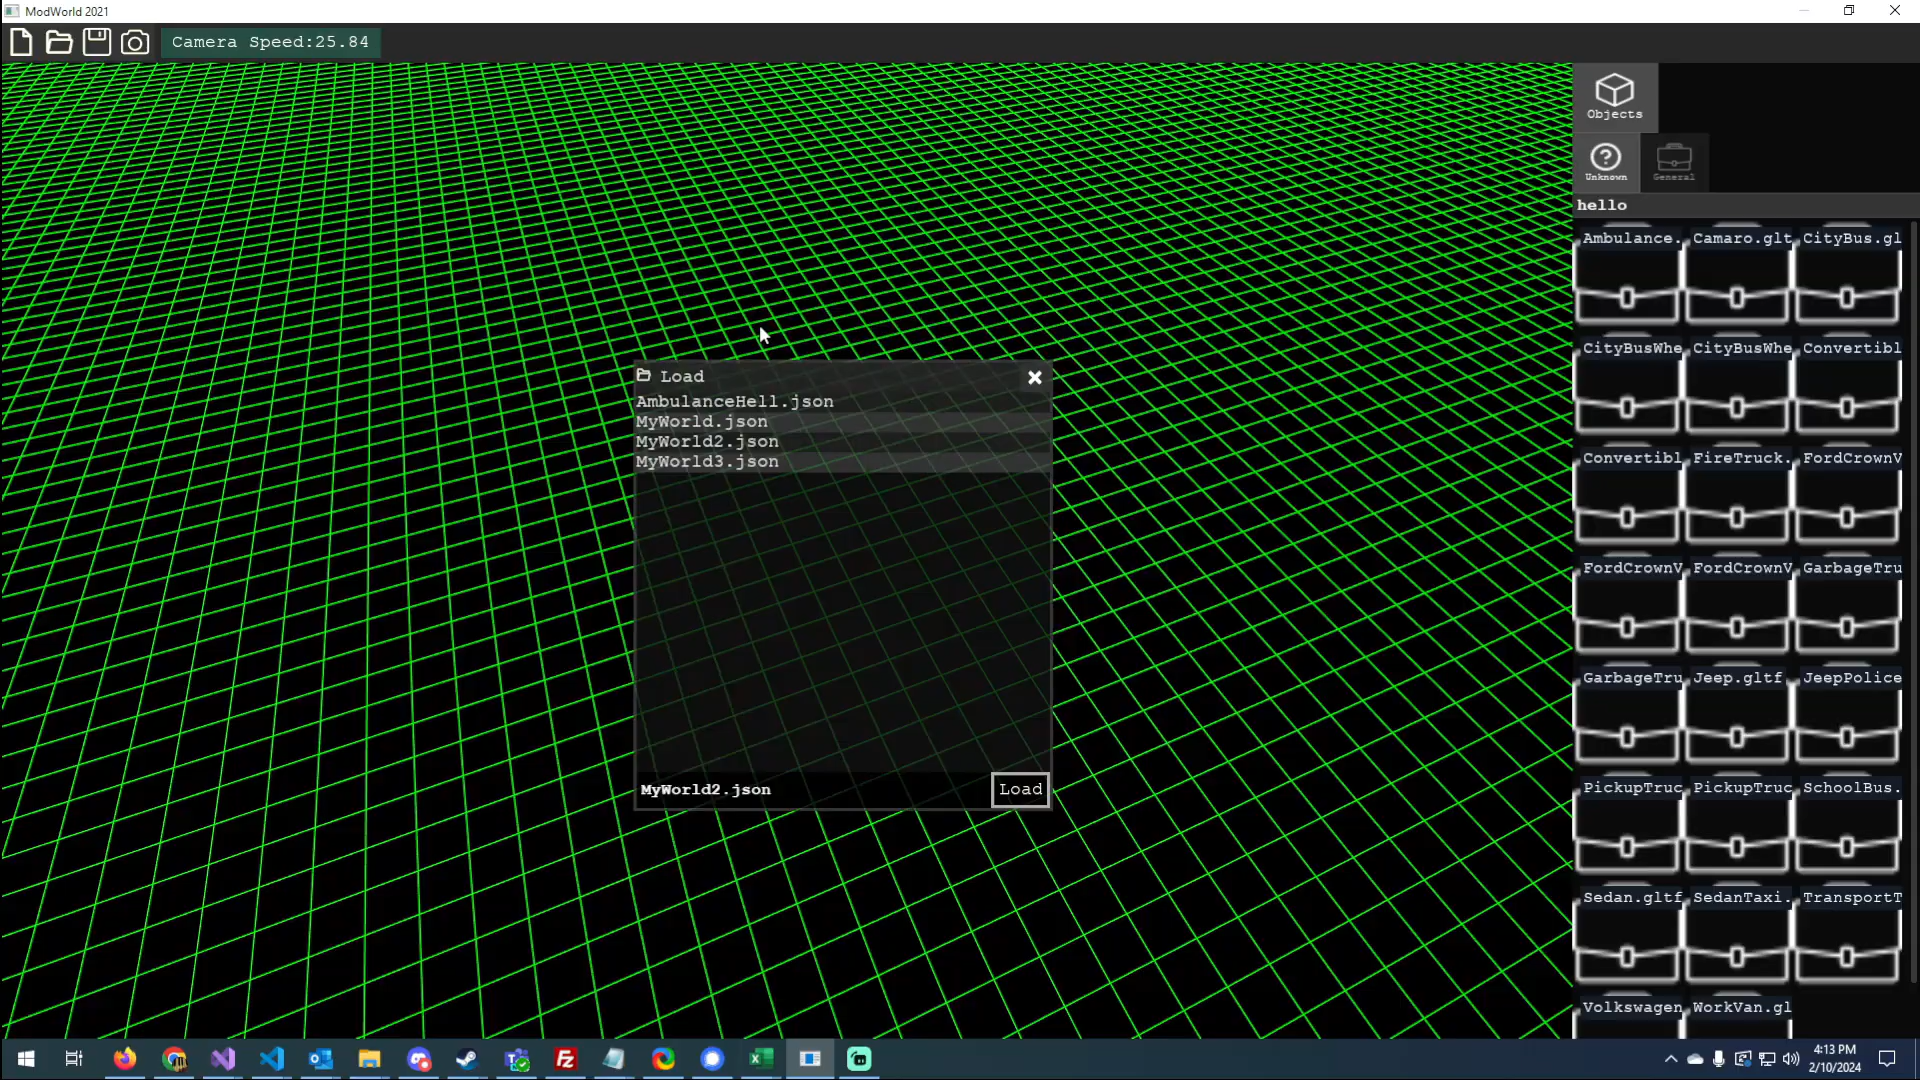 ModWorld 2021
Camera Speed:25.84
Objects
Unknown
General
hello
Ambulance.
Camaro.glt
CityBus.gl
CityBusWhe
CityBusWhe
Convertibl
Convertibl
FireTruck.
FordCrownV
FordCrownV
FordCrownV
GarbageTru
GarbageTru
Jeep.gltf
JeepPolice
PickupTruc
PickupTruc
SchoolBus.
Sedan.gltf
SedanTaxi.
TransportT
Volkswagen
WorkVan.gl
Load
AmbulanceHell.json
MyWorld.json
MyWorld2.json
MyWorld3.json
MyWorld2.json
Load
4:13 PM
2/10/2024